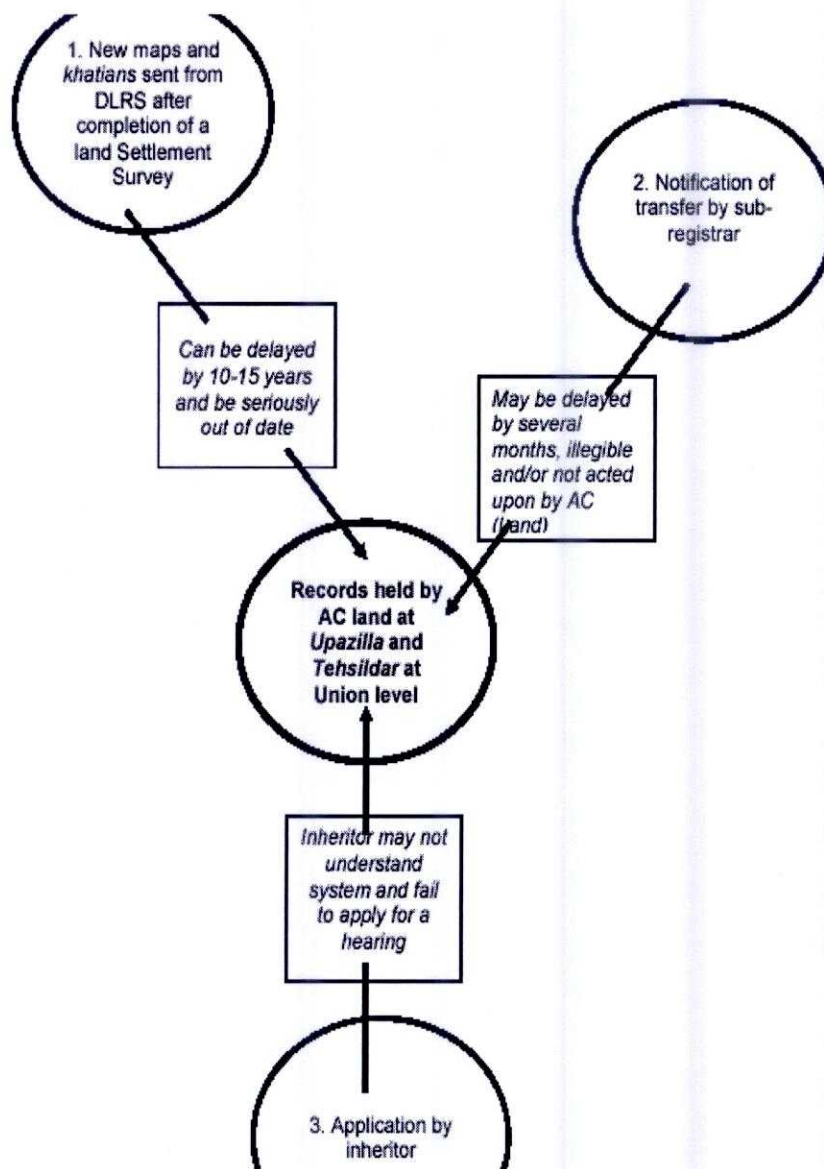 1. New maps and
khatians sent from
DLRS after
completion of a
land Settlement
Survey
2. Notification of
transfer by sub-
registrar
Can be delayed
by 10-15 years
and be seriously
out of date
May be delayed
by several
months, illegible
and/or not acted
upon by AC
(Land)
Records held by
AC land at
Upazilla and
Tehsildar at
Union level
Inheritor may not
understand
system and fail
to apply for a
hearing
3. Application by
inheritor